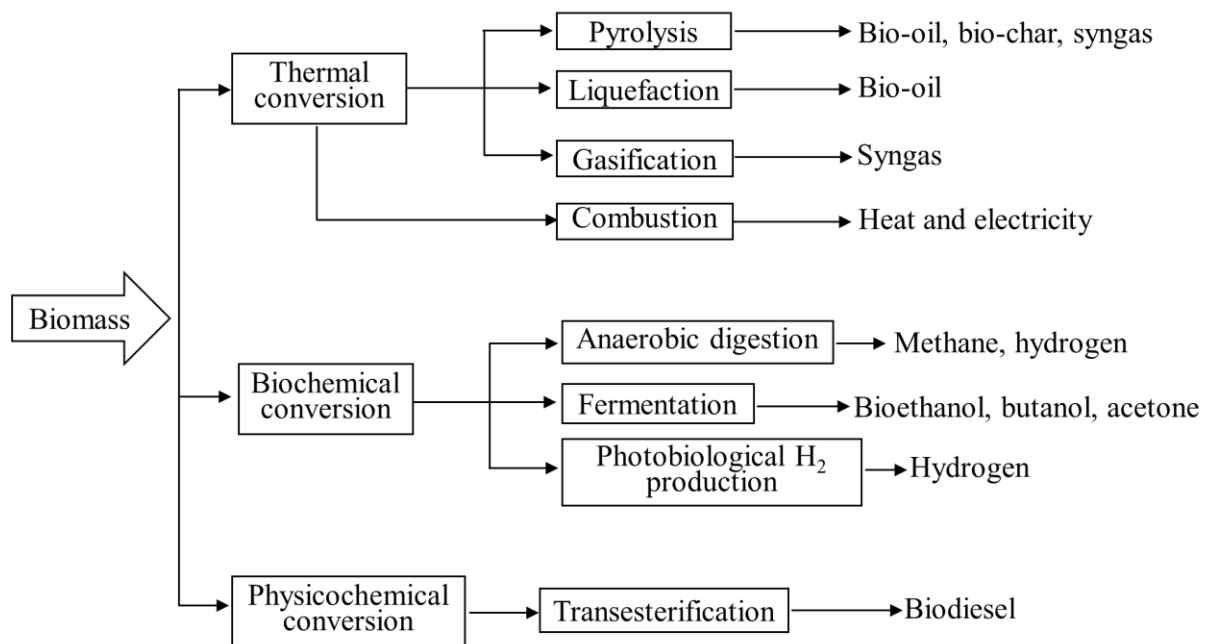 Biomass
Thermal
conversion
Pyrolysis
Bio-oil, bio-char, syngas
Liquefaction
Bio-oil
Gasification
Syngas
Combustion
Heat and electricity
Biochemical
conversion
Anaerobic digestion
Methane, hydrogen
Fermentation
Bioethanol, butanol, acetone
Photobiological H₂
production
Hydrogen
Physicochemical
conversion
Transesterification
Biodiesel